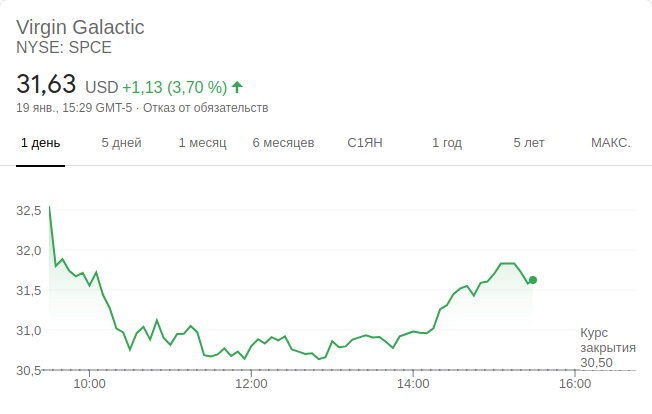 Virgin Galactic
NYSE: SPCE
31,63 USD +1,13 (3,70 %)
19 янв., 15:29 GMT-5 · Отказ от обязательств
1 день 5 дней 1 месяц 6 месяцев С1ЯН 1 год 5 лет МАКС.
32,5
32,0
31,5
31,0
Курс
закрытия
30,50
30,5
10:00 12:00 14:00 16:00